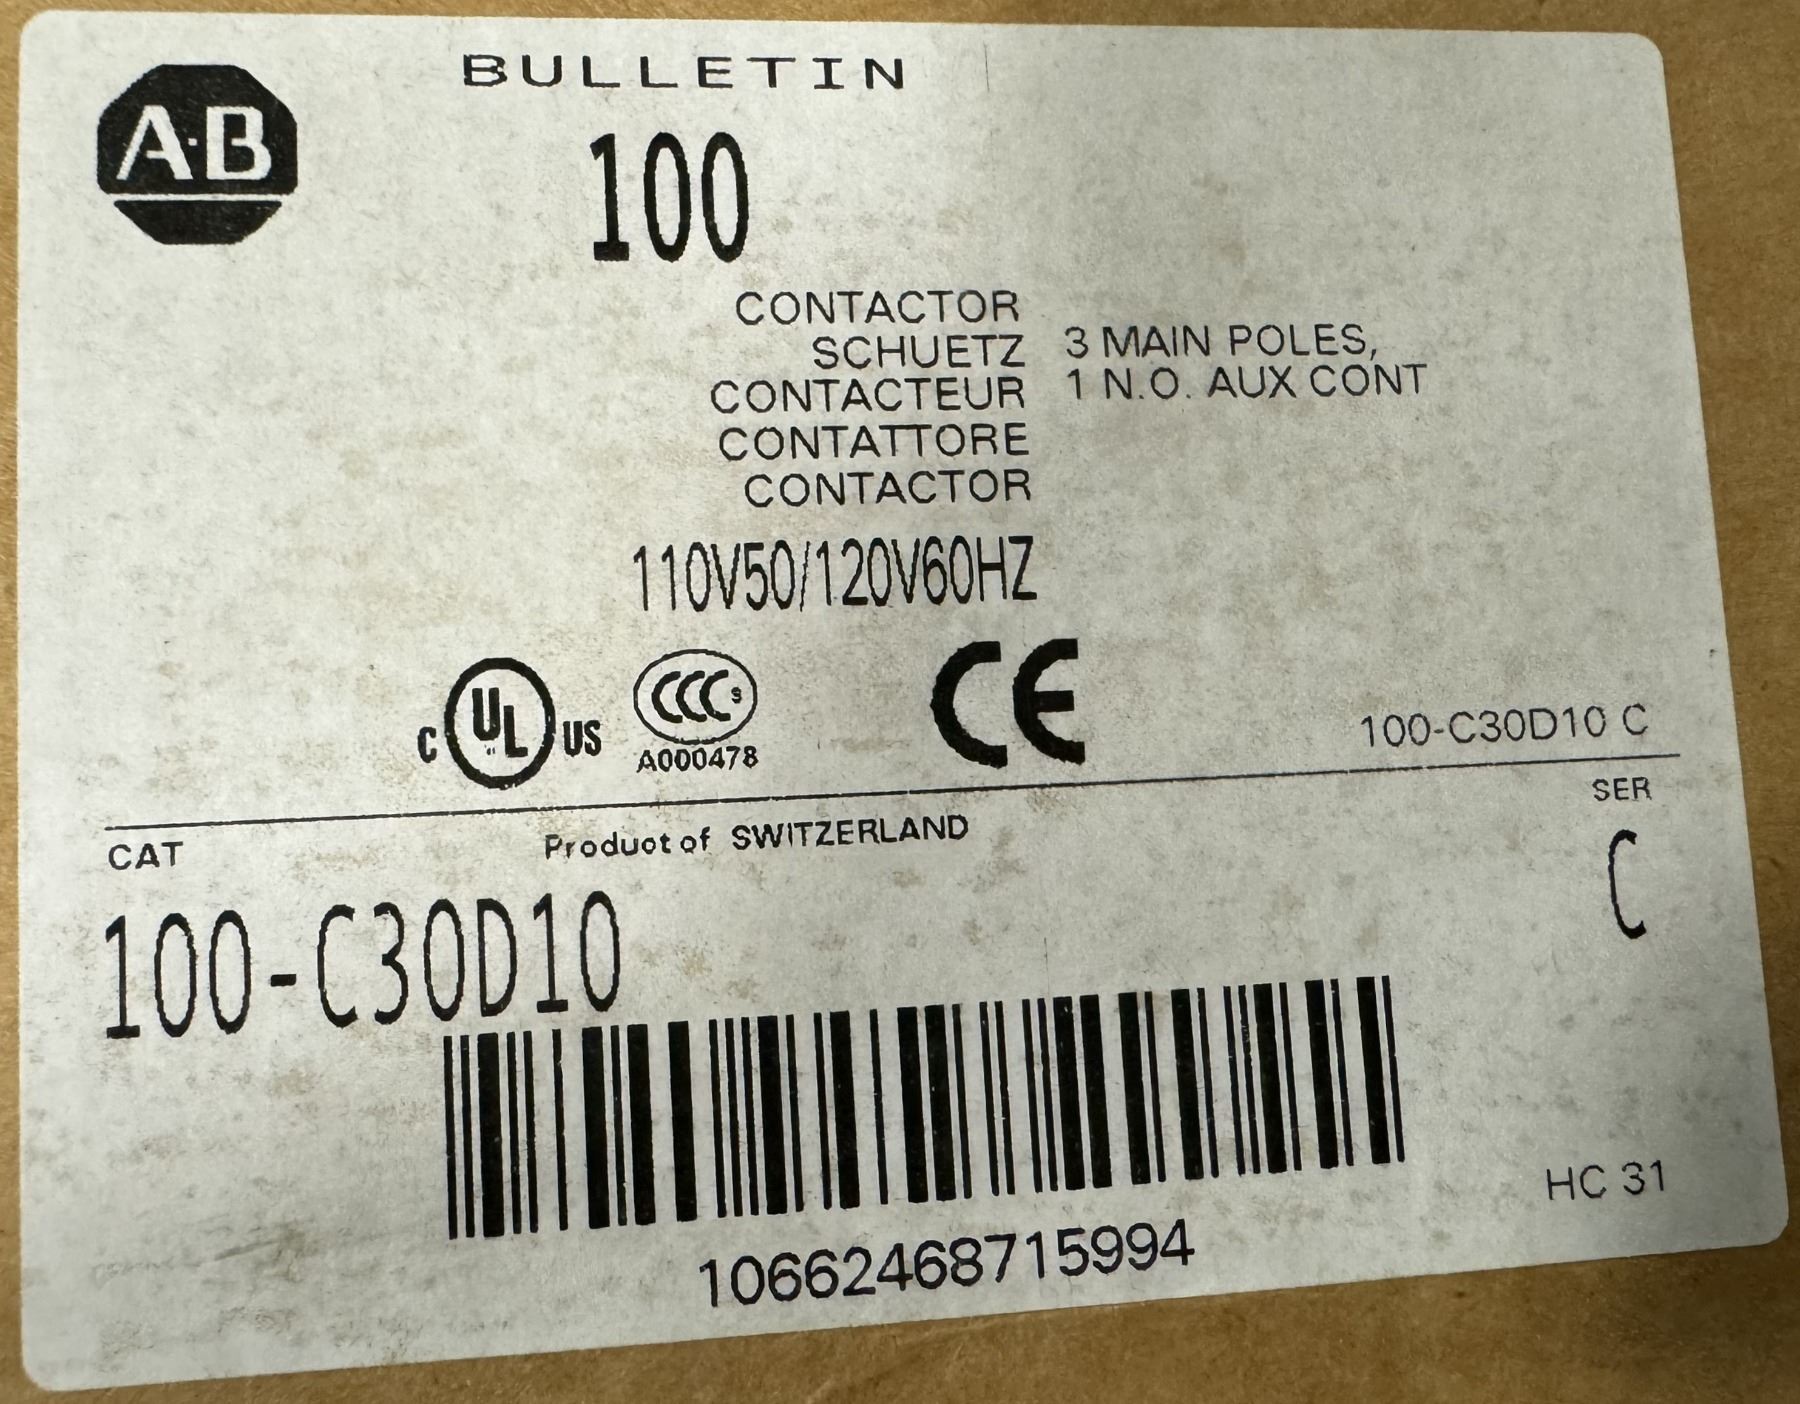 A·B
BULLETIN
100
CONTACTOR
SCHUETZ
CONTACTEUR
CONTATTORE
CONTACTOR
3 MAIN POLES,
1 N.O. AUX CONT
110V50/120V60HZ
C UL US
CCC S
A000478
CE
100-C30D10 C
CAT
Product of SWITZERLAND
SER
100-C30D10
C
HC 31
10662468715994